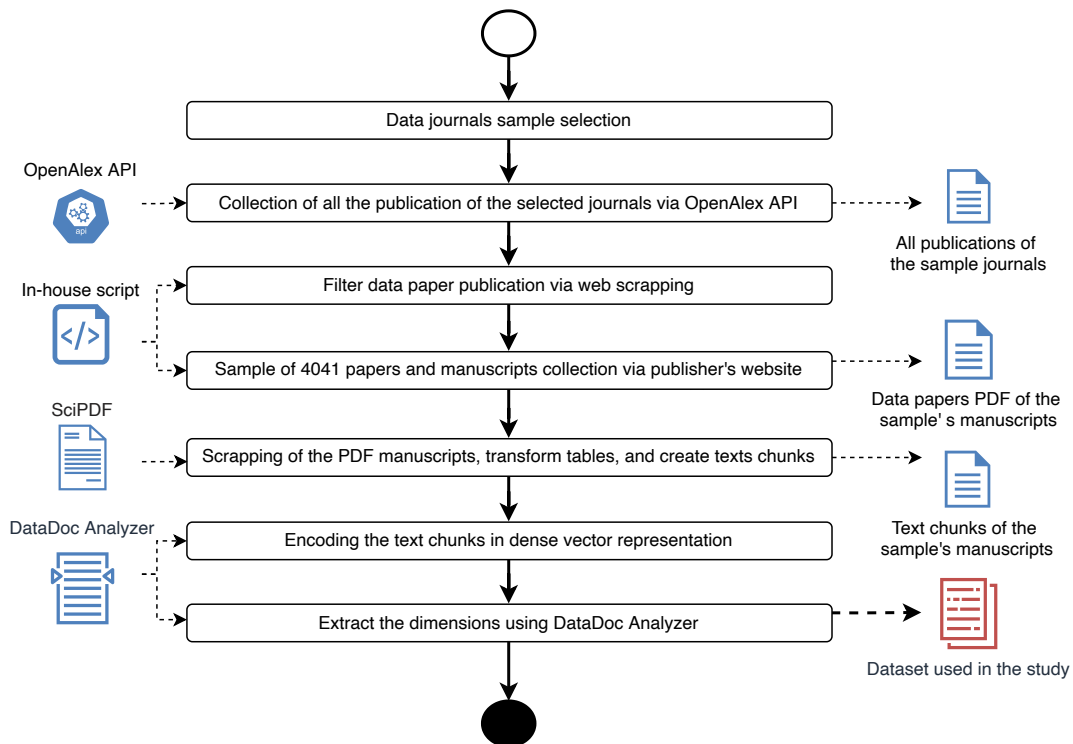 Data journals sample selection
OpenAlex API
api
Collection of all the publication of the selected journals via OpenAlex API
All publications of
the sample journals
In-house script
</>
Filter data paper publication via web scrapping
Sample of 4041 papers and manuscripts collection via publisher's website
Data papers PDF of the
sample' s manuscripts
SciPDF
Scrapping of the PDF manuscripts, transform tables, and create texts chunks
Text chunks of the
sample's manuscripts
DataDoc Analyzer
Encoding the text chunks in dense vector representation
Extract the dimensions using DataDoc Analyzer
Dataset used in the study